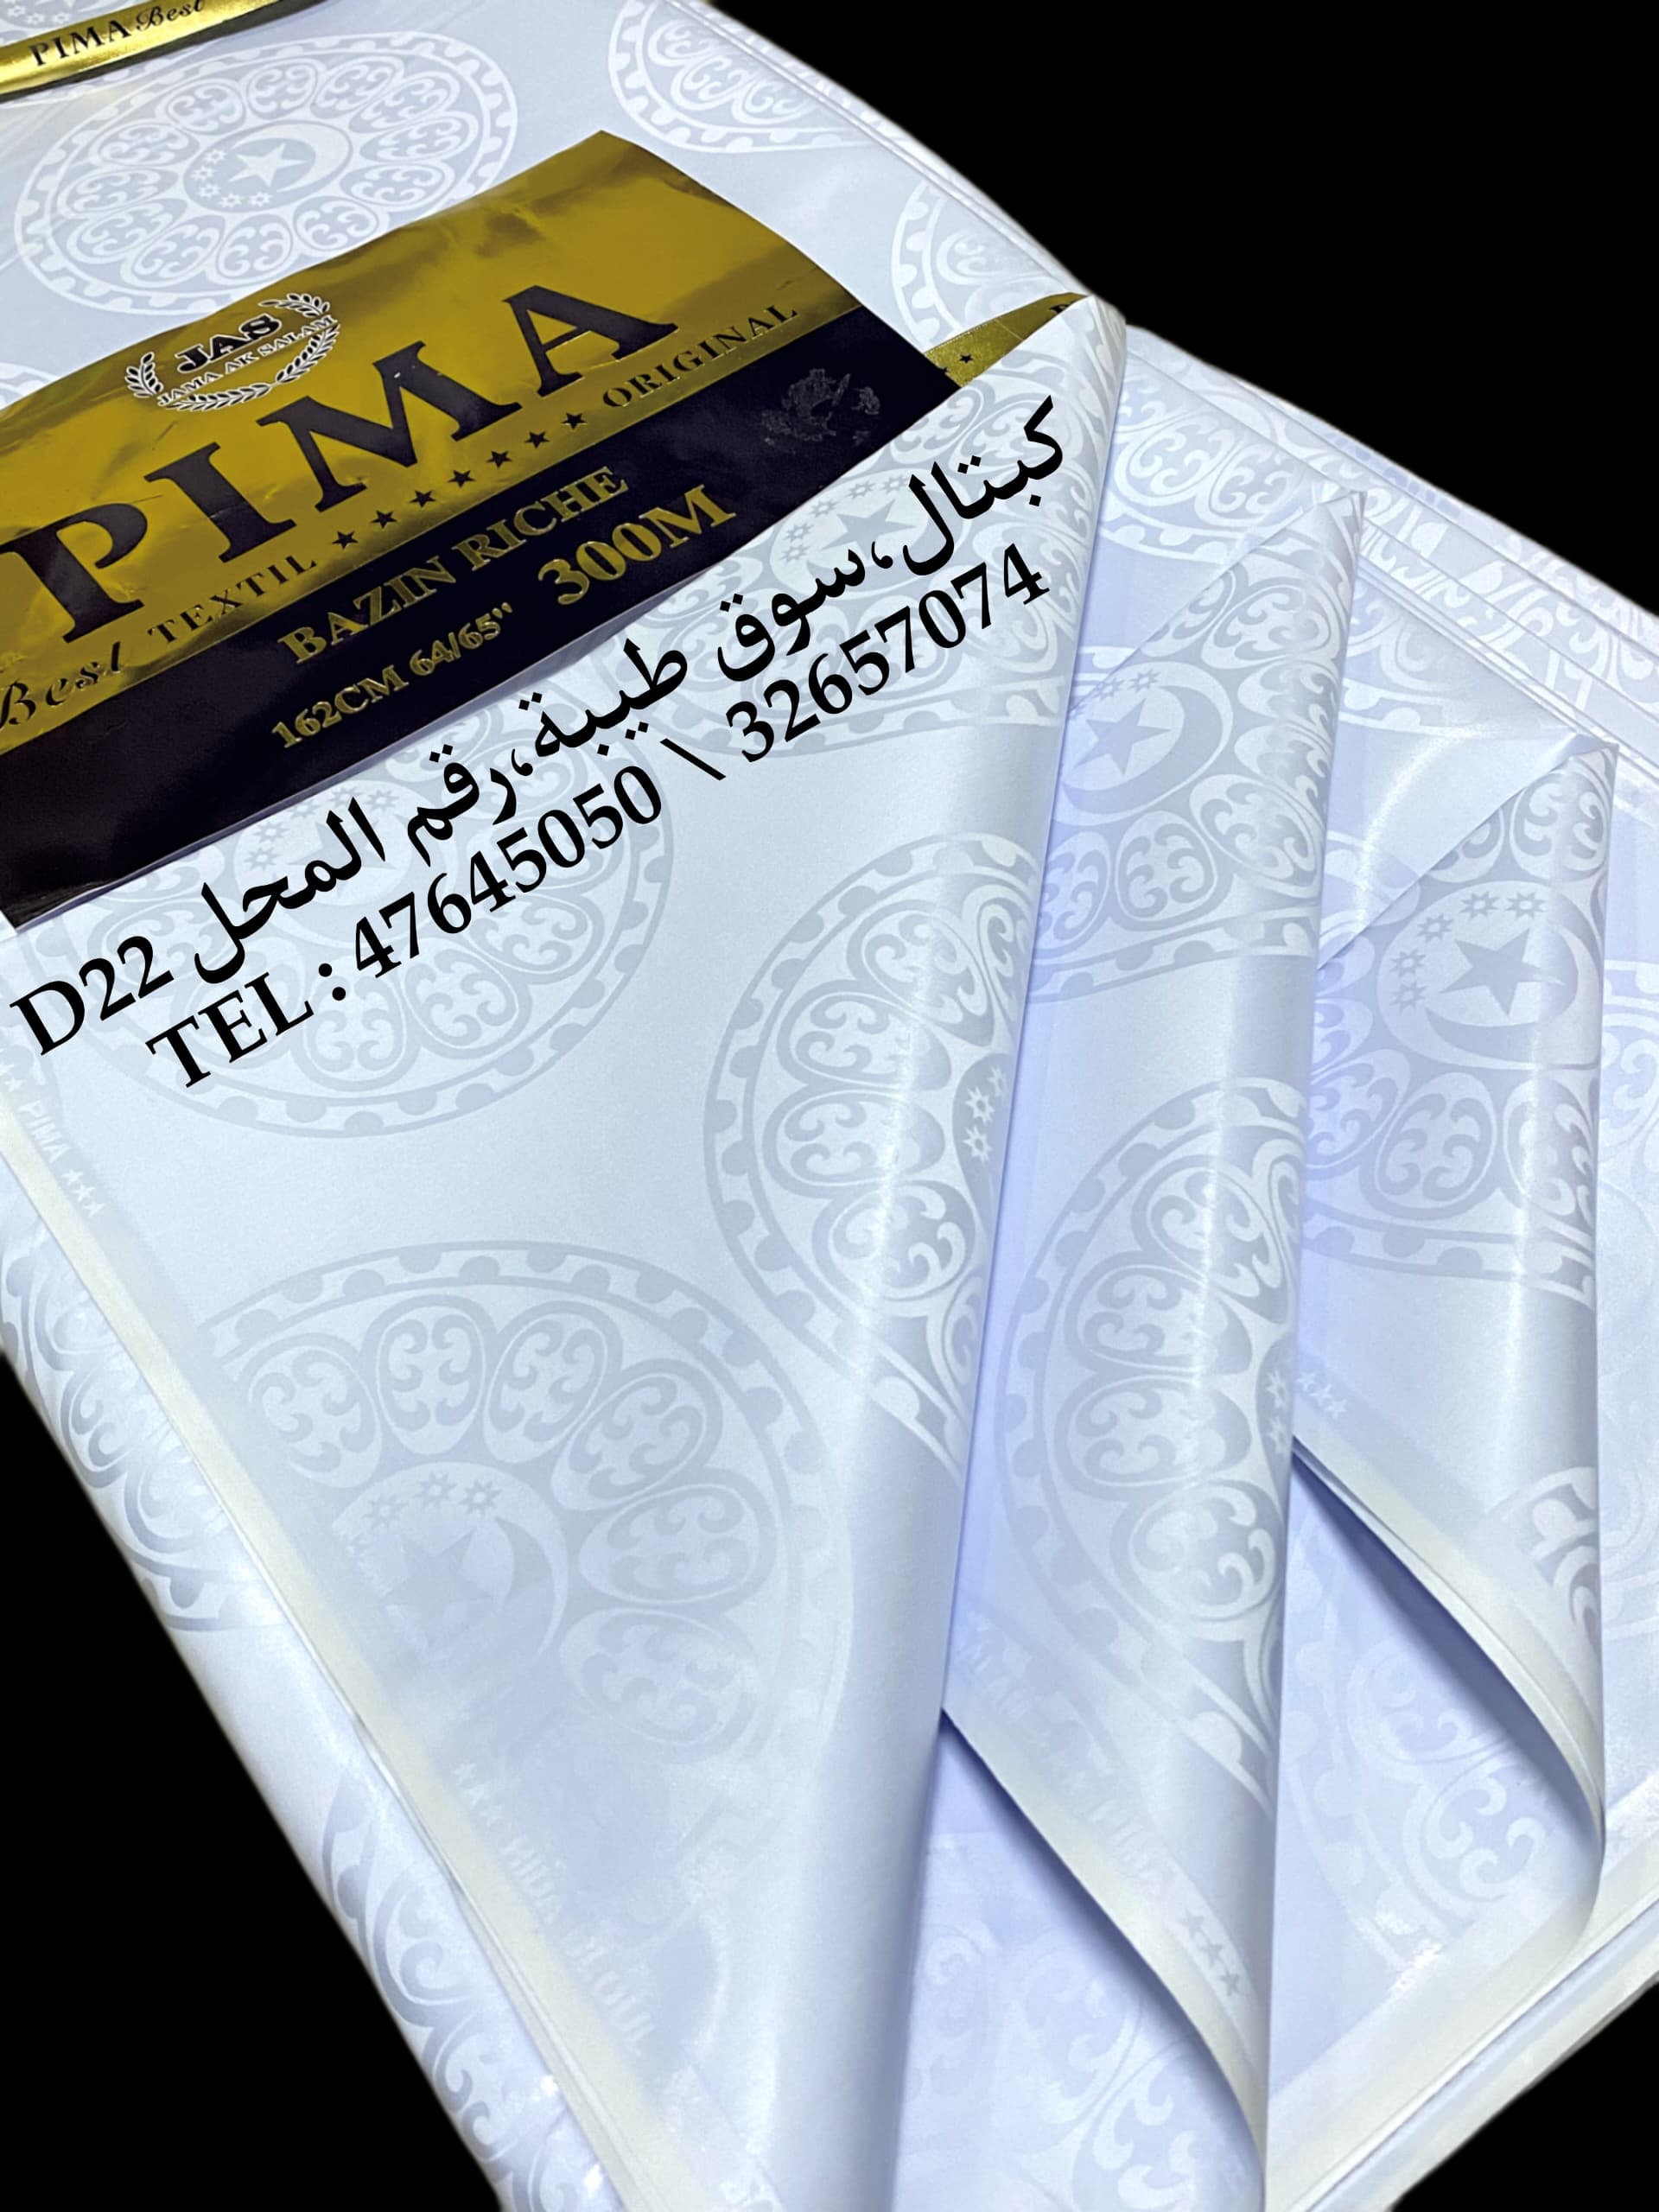 PIMA Best
JAS
JAMA AK SALAM
PIMA
Best TEXTIL ★★★★★★★ ORIGINAL
BAZIN RICHE
162CM 64/65" 300M
كبتال،سوق طيبة،رقم المحل D22
TEL : 47645050 \ 32657074
★★ PIMA ★★★